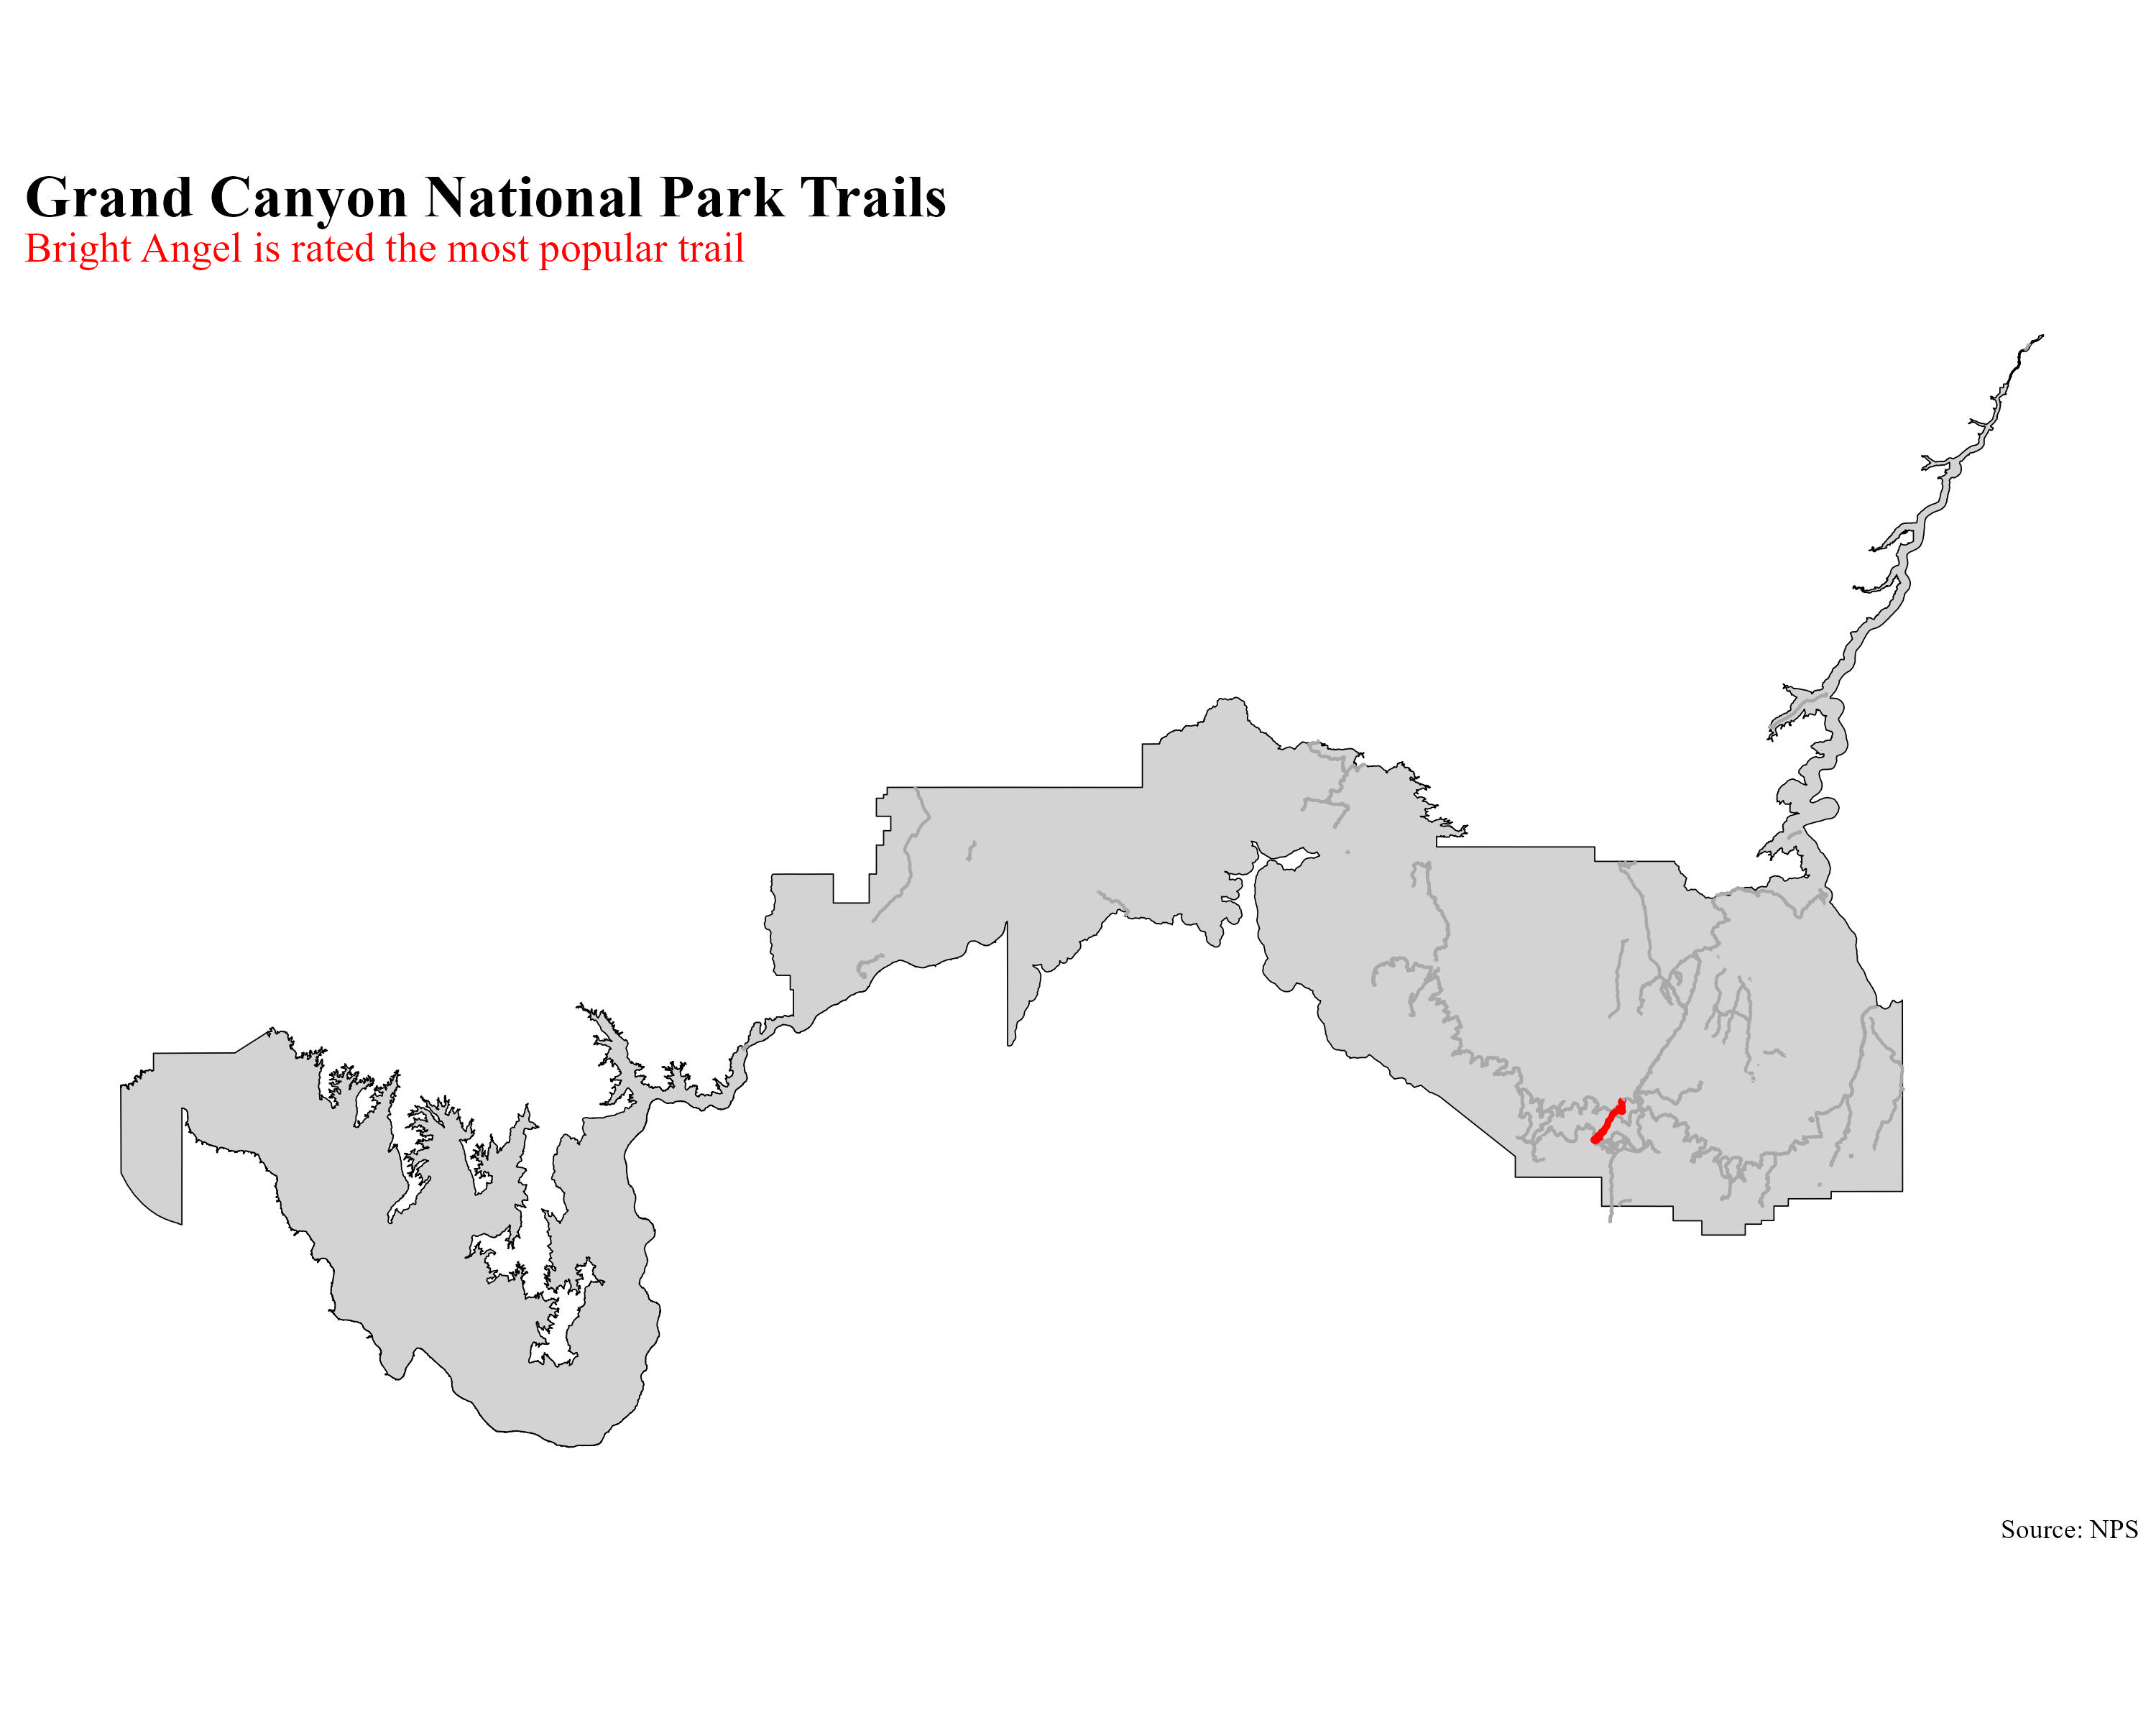 Grand Canyon National Park Trails
Bright Angel is rated the most popular trail
Source: NPS